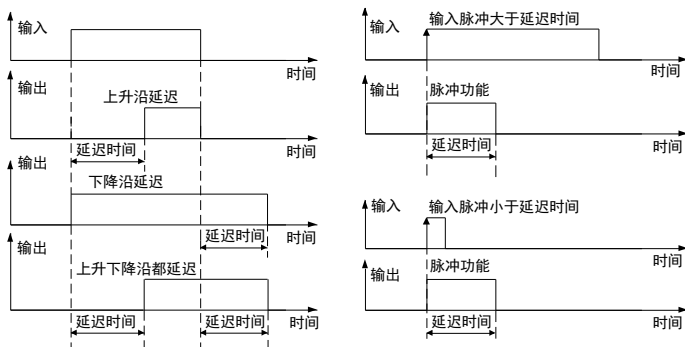 输入
时间
输出
上升沿延迟
延迟时间
时间
输出
下降沿延迟
延迟时间
时间
输出
上升下降沿都延迟
延迟时间
延迟时间
时间
输入
输入脉冲大于延迟时间
时间
输出
脉冲功能
延迟时间
时间
输入
输入脉冲小于延迟时间
时间
输出
脉冲功能
延迟时间
时间